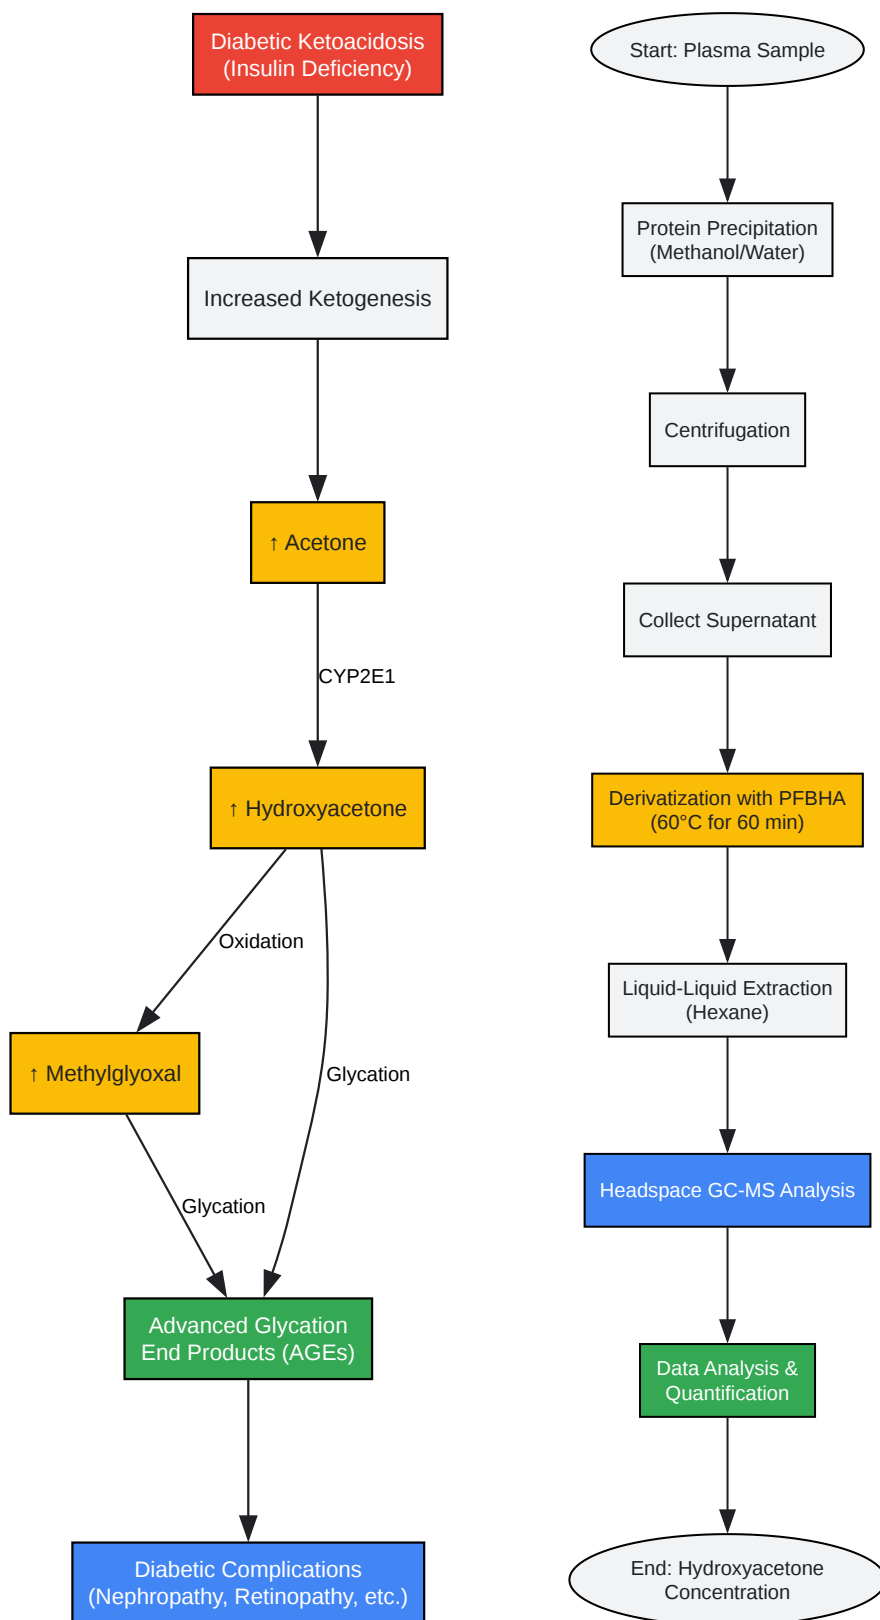 Diabetic Ketoacidosis
(Insulin Deficiency)
Increased Ketogenesis
↑ Acetone
CYP2E1
↑ Hydroxyacetone
Oxidation
↑ Methylglyoxal
Glycation
Glycation
Advanced Glycation
End Products (AGEs)
Diabetic Complications
(Nephropathy, Retinopathy, etc.)
Start: Plasma Sample
Protein Precipitation
(Methanol/Water)
Centrifugation
Collect Supernatant
Derivatization with PFBHA
(60°C for 60 min)
Liquid-Liquid Extraction
(Hexane)
Headspace GC-MS Analysis
Data Analysis &
Quantification
End: Hydroxyacetone
Concentration